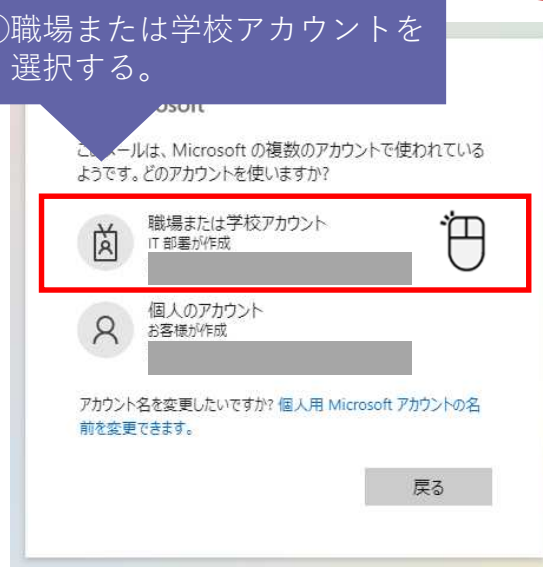 職場または学校アカウントを
選択する。
osoft
メールは、Microsoft の複数のアカウントで使われている
ようです。どのアカウントを使いますか?
職場または学校アカウント
IT 部署が作成
個人のアカウント
お客様が作成
アカウント名を変更したいですか? 個人用 Microsoft アカウントの名
前を変更できます。
戻る